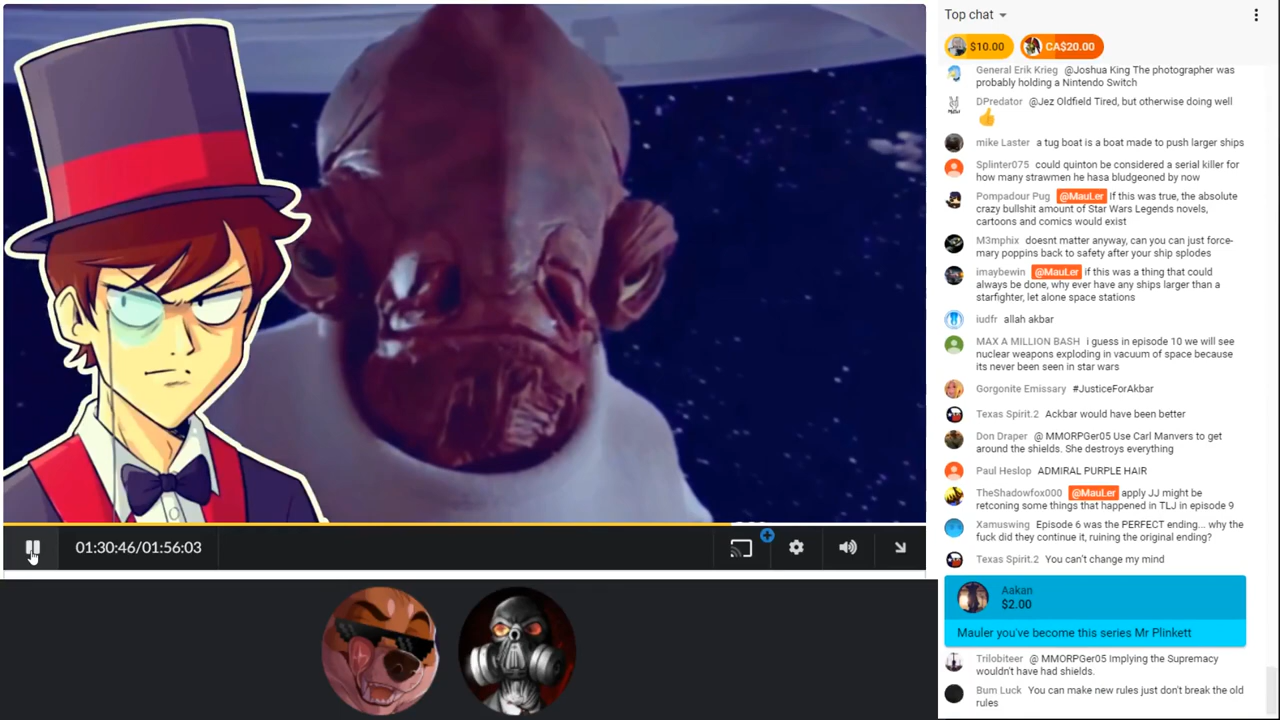 Top chat
$10.00
CA$20.00
General Erik Krieg @Joshua King The photographer was
probably holding a Nintendo Switch
DPredator @Jez Oldfield Tired, but otherwise doing well
mike Laster a tug boat is a boat made to push larger ships
Splinter075 could quinton be considered a serial killer for
how many strawmen he hasa bludgeoned by now
Pompadour Pug @MauLer If this was true, the absolute
crazy bullshit amount of Star Wars Legends novels,
cartoons and comics would exist
M3mphix doesnt matter anyway, can you can just force-
mary poppins back to safety after your ship splodes
imaybewin @MauLer if this was a thing that could
always be done, why ever have any ships larger than a
starfighter, let alone space stations
iudfr allah akbar
MAX A MILLION BASH i guess in episode 10 we will see
nuclear weapons exploding in vacuum of space because
its never been seen in star wars
Gorgonite Emissary #JusticeForAkbar
Texas Spirit.2 Ackbar would have been better
Don Draper @ MMORPGer05 Use Carl Manvers to get
around the shields. She destroys everything
Paul Heslop ADMIRAL PURPLE HAIR
TheShadowfox000 @MauLer apply JJ might be
retconing some things that happened in TLJ in episode 9
Xamuswing Episode 6 was the PERFECT ending... why the
fuck did they continue it, ruining the original ending?
Texas Spirit.2 You can't change my mind
Aakan
$2.00
Mauler you've become this series Mr Plinkett
Trilobiteer @ MMORPGer05 Implying the Supremacy
wouldn't have had shields.
Bum Luck You can make new rules just don't break the old
rules
01:30:46/01:56:03